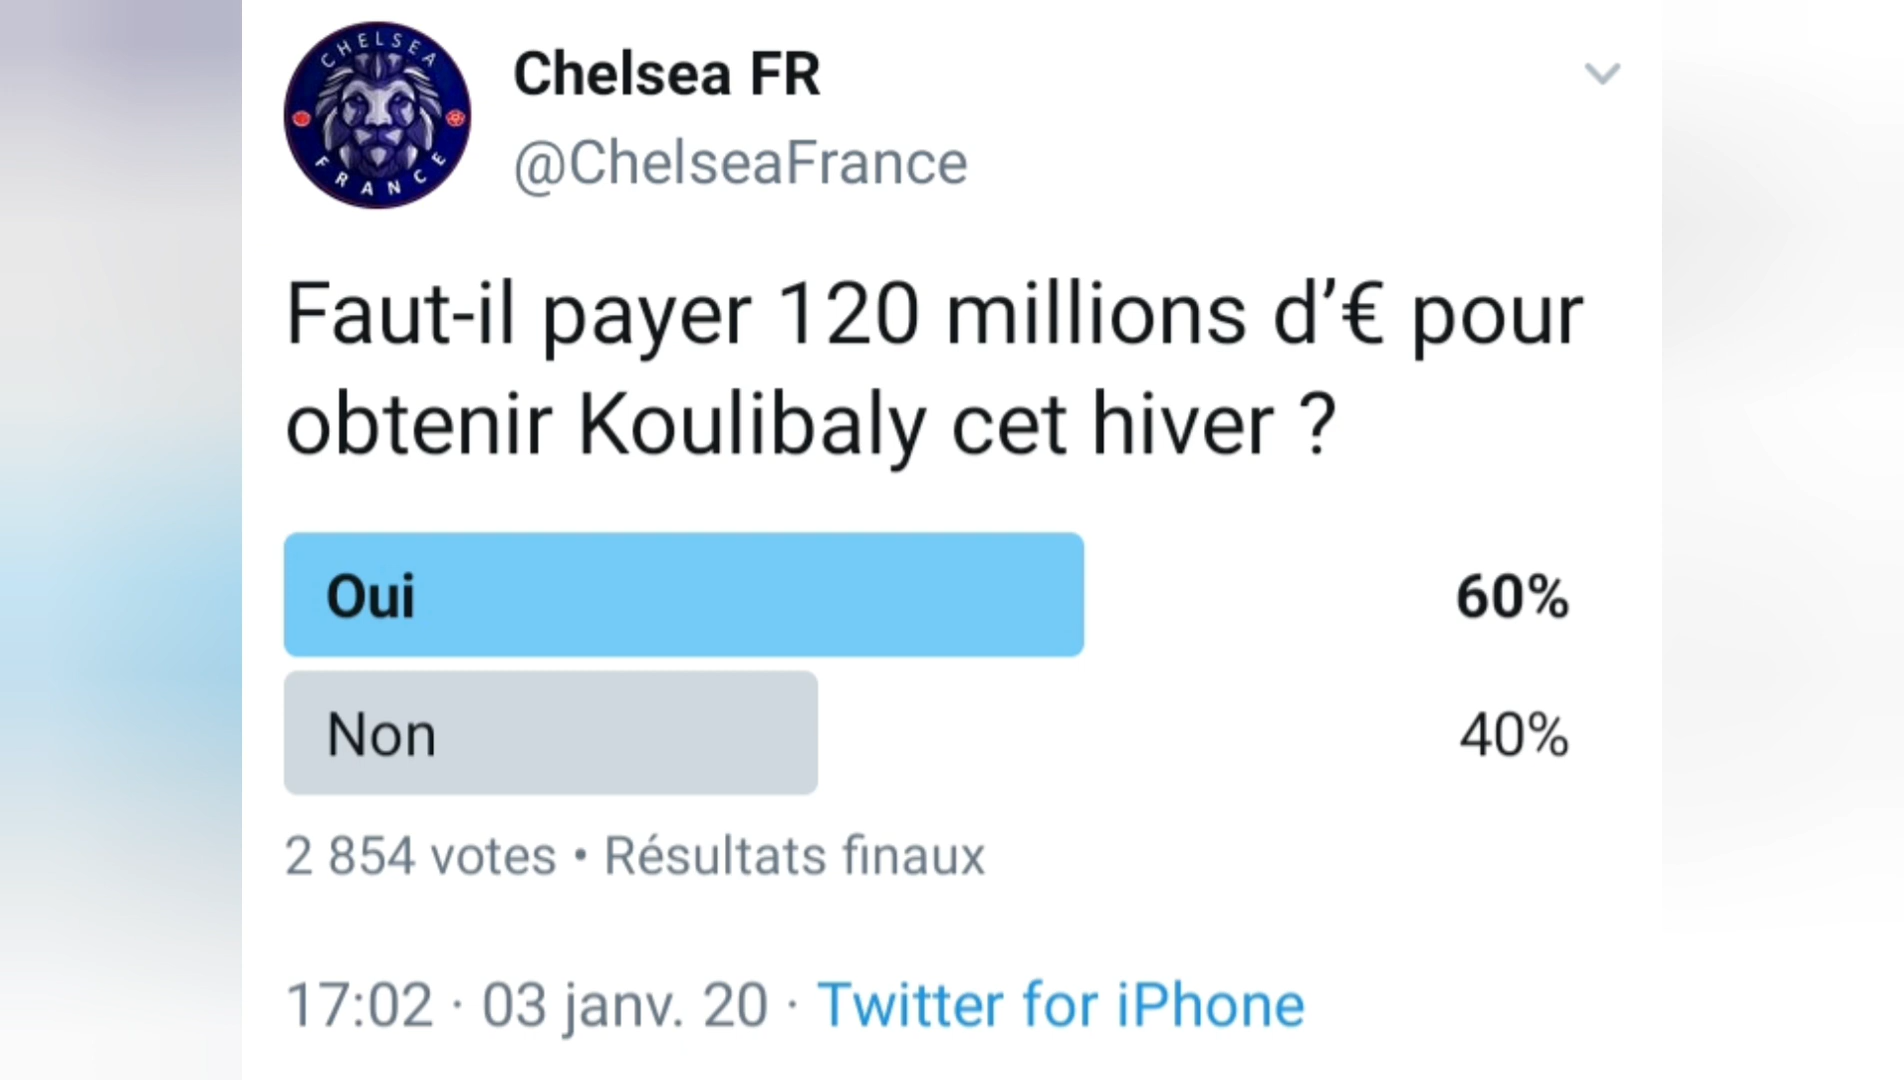 CHELSEA
FRANCE
Chelsea FR
@ChelseaFrance
Faut-il payer 120 millions d’€ pour
obtenir Koulibaly cet hiver ?
Oui 60%
Non 40%
2 854 votes • Résultats finaux
17:02 · 03 janv. 20 · Twitter for iPhone